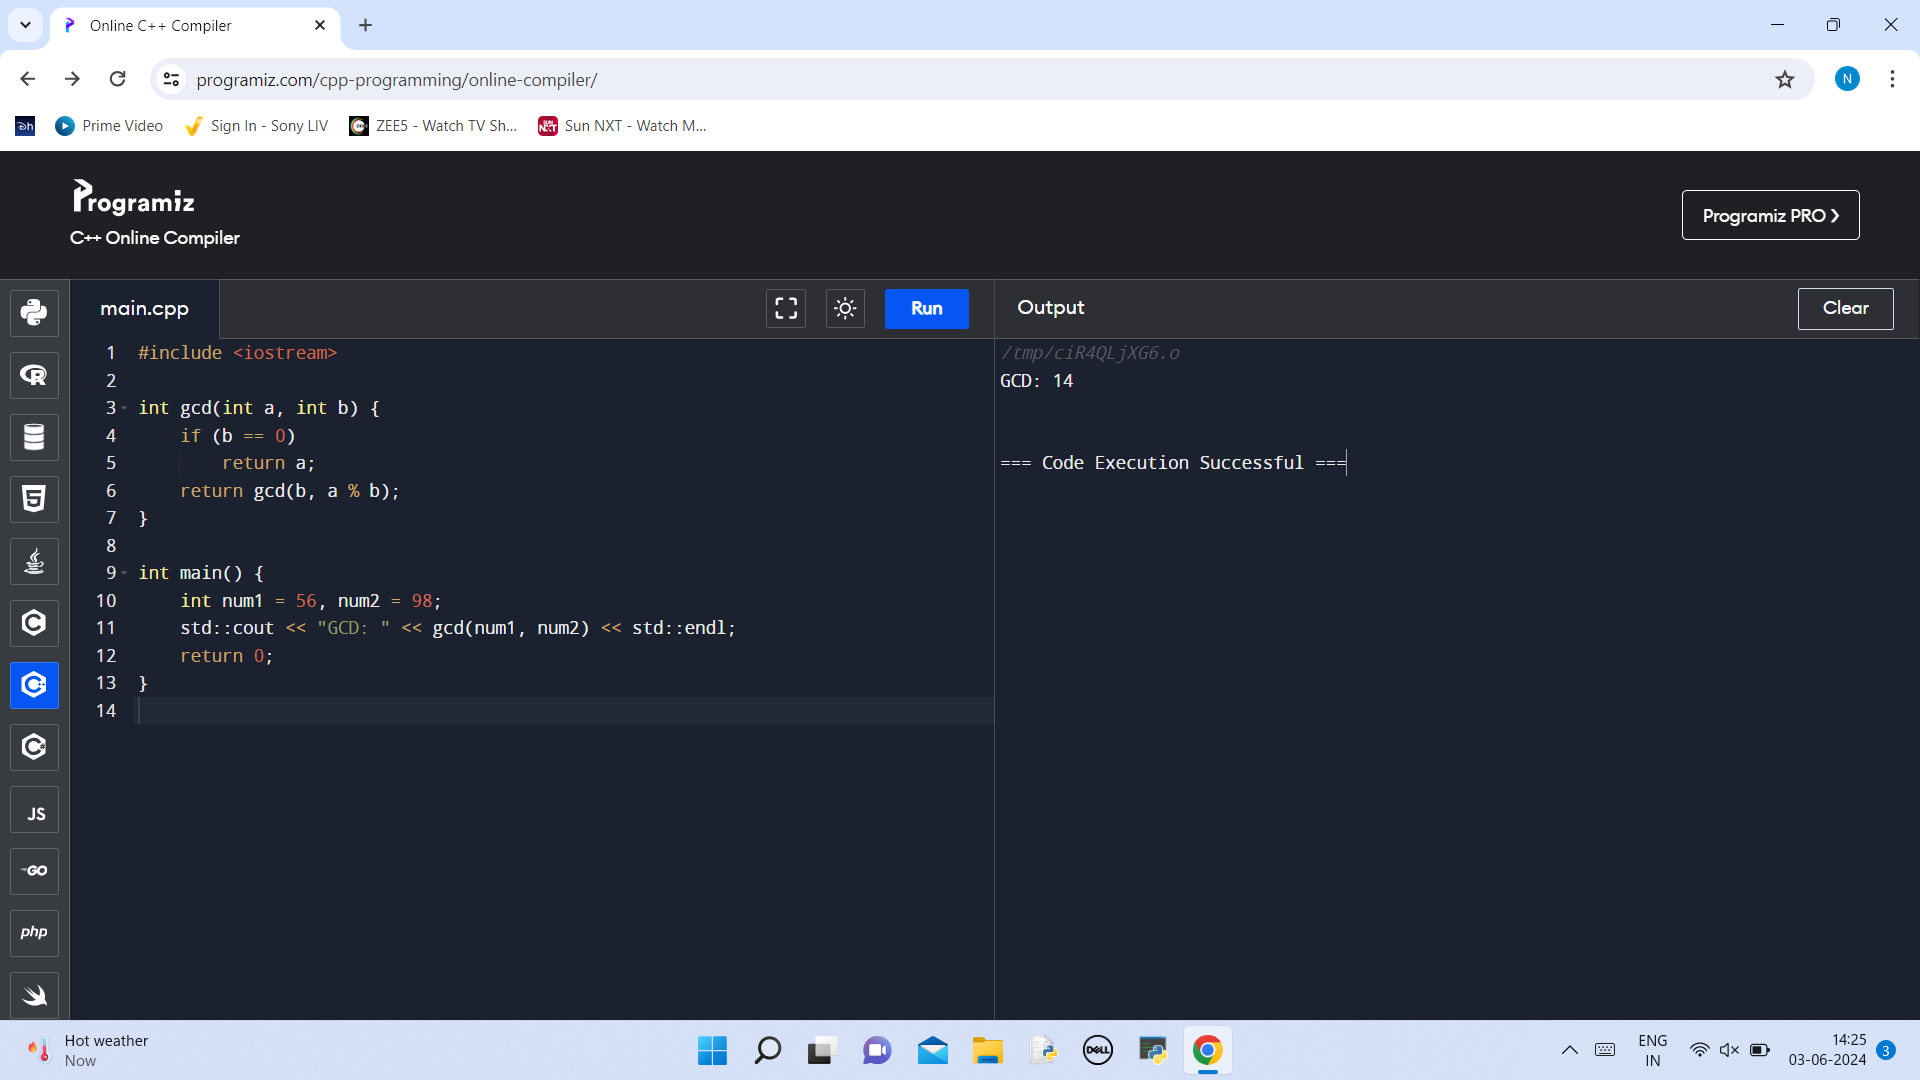 Online C++ Compiler
programiz.com/cpp-programming/online-compiler/
N
Dh
Prime Video
Sign In - Sony LIV
ZEE5 - Watch TV Sh...
Sun NXT - Watch M...
Programiz
C++ Online Compiler
Programiz PRO ❯
main.cpp
Run
Output
Clear
1 #include <iostream>
2
3 int gcd(int a, int b) {
4     if (b == 0)
5         return a;
6     return gcd(b, a % b);
7 }
8
9 int main() {
10     int num1 = 56, num2 = 98;
11     std::cout << "GCD: " << gcd(num1, num2) << std::endl;
12     return 0;
13 }
14
/tmp/ciR4QLjXG6.o
GCD: 14
=== Code Execution Successful ===
JS
GO
php
Hot weather
Now
DELL
ENG
IN
14:25
03-06-2024
3